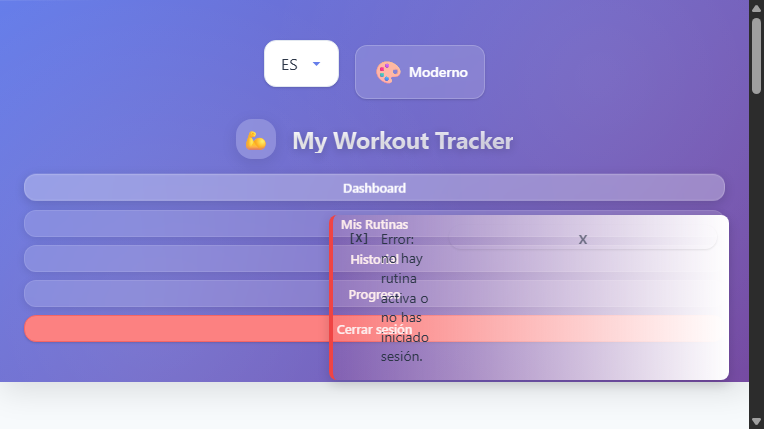 ES
Moderno
My Workout Tracker
Dashboard
Mis Rutinas
Historial
Progreso
Cerrar sesión
[X]
Error:
no hay
rutina
activa o
no has
iniciado
sesión.
X